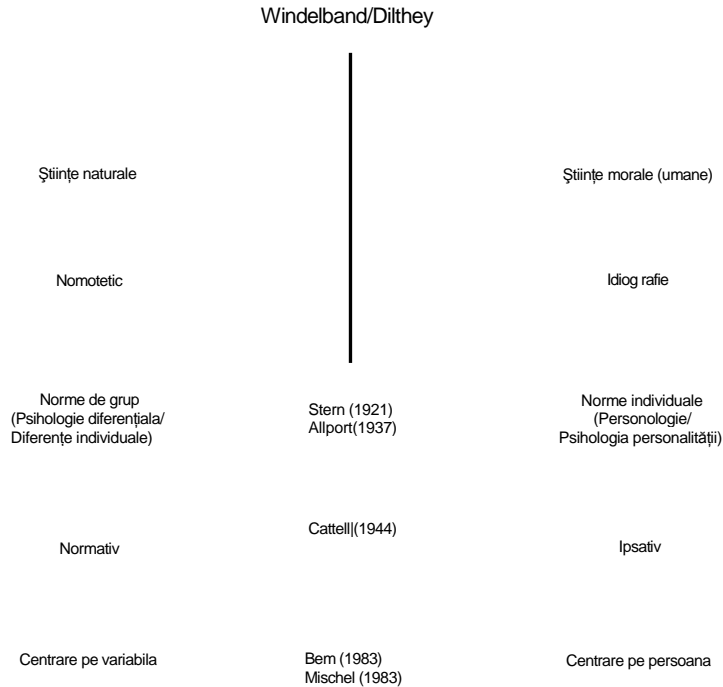 Windelband/Dilthey
Ştiinţe naturale
Ştiinţe morale (umane)
Nomotetic
Idiog rafie
Norme de grup
(Psihologie diferenţiala/
Diferenţe individuale)
Stern (1921)
Allport(1937)
Norme individuale
(Personologie/
Psihologia personalităţii)
Cattell|(1944)
Normativ
Ipsativ
Centrare pe variabila
Bem (1983)
Mischel (1983)
Centrare pe persoana